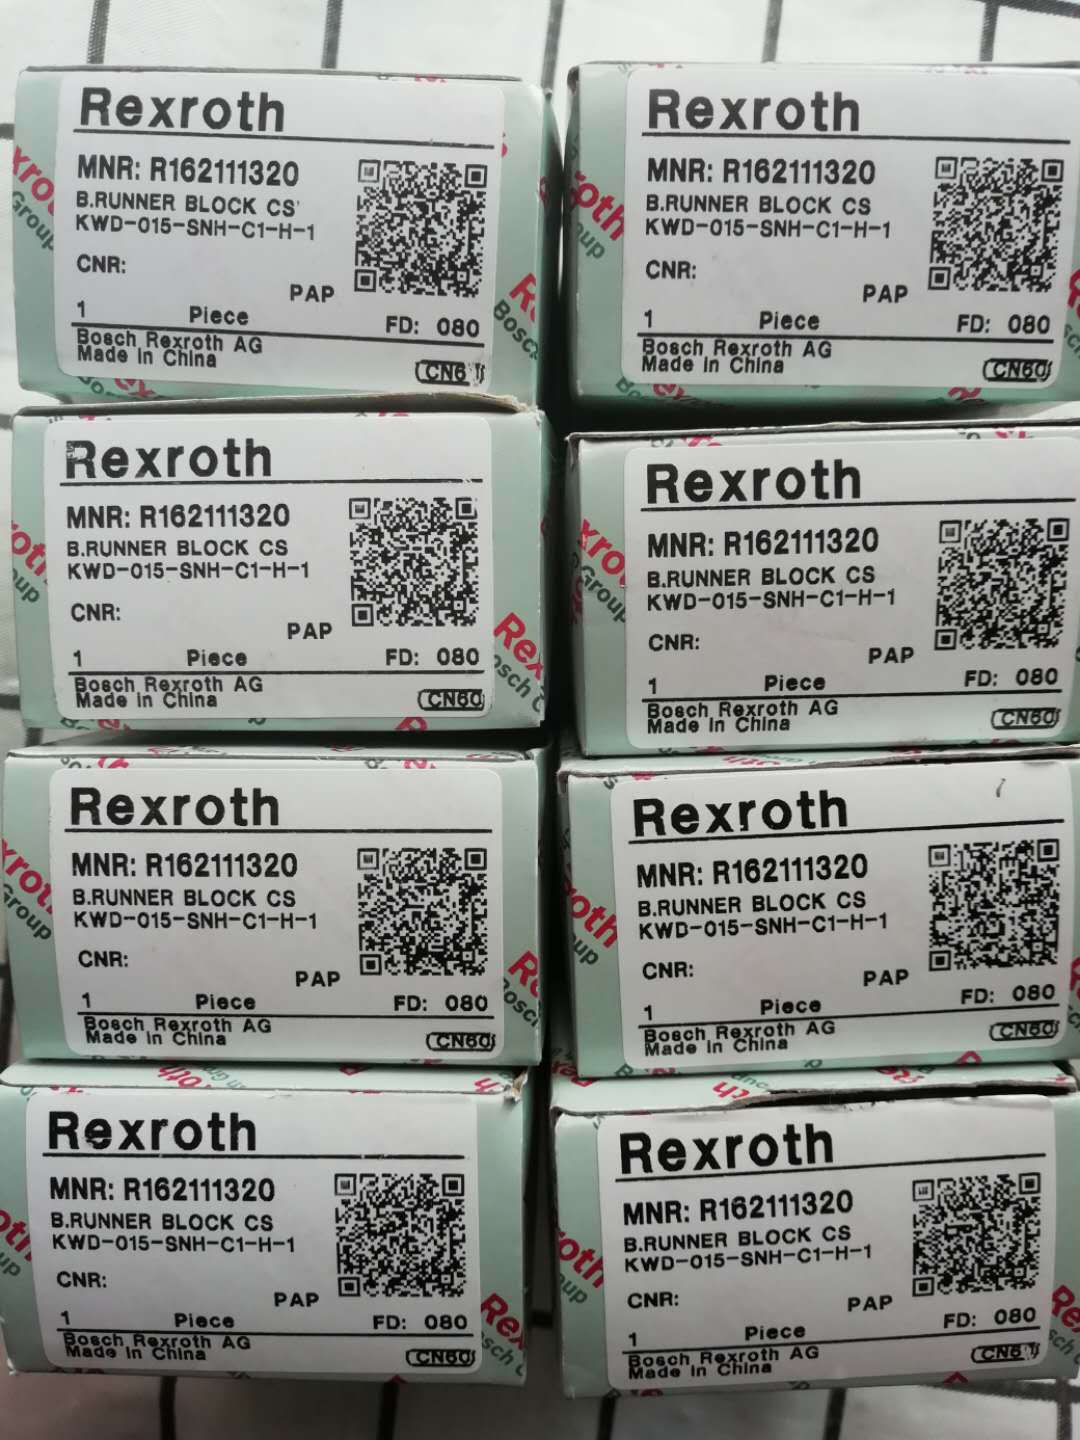 Rexroth
MNR: R162111320
B.RUNNER BLOCK CS
KWD-015-SNH-C1-H-1
CNR:
PAP
1 Piece FD: 080
Bosch Rexroth AG
Made in China
CN6
Rexroth
MNR: R162111320
B.RUNNER BLOCK CS
KWD-015-SNH-C1-H-1
CNR:
PAP
1 Piece FD: 080
Bosch Rexroth AG
Made in China
CN60
Rexroth
MNR: R162111320
B.RUNNER BLOCK CS
KWD-015-SNH-C1-H-1
CNR:
PAP
1 Piece FD: 080
Bosch Rexroth AG
Made in China
CN60
Rexroth
MNR: R162111320
B.RUNNER BLOCK CS
KWD-015-SNH-C1-H-1
CNR:
PAP
1 Piece FD: 080
Bosch Rexroth AG
Made in China
CN60
Rexroth
MNR: R162111320
B.RUNNER BLOCK CS
KWD-015-SNH-C1-H-1
CNR:
PAP
1 Piece FD: 080
Bosch Rexroth AG
Made in China
CN60
Rexroth
MNR: R162111320
B.RUNNER BLOCK CS
KWD-015-SNH-C1-H-1
CNR:
PAP
1 Piece FD: 080
Bosch Rexroth AG
Made in China
CN60
Rexroth
MNR: R162111320
B.RUNNER BLOCK CS
KWD-015-SNH-C1-H-1
CNR:
PAP
1 Piece FD: 080
Bosch Rexroth AG
Made in China
CN60
Rexroth
MNR: R162111320
B.RUNNER BLOCK CS
KWD-015-SNH-C1-H-1
CNR:
PAP
1 Piece FD: 080
Bosch Rexroth AG
Made in China
CN6